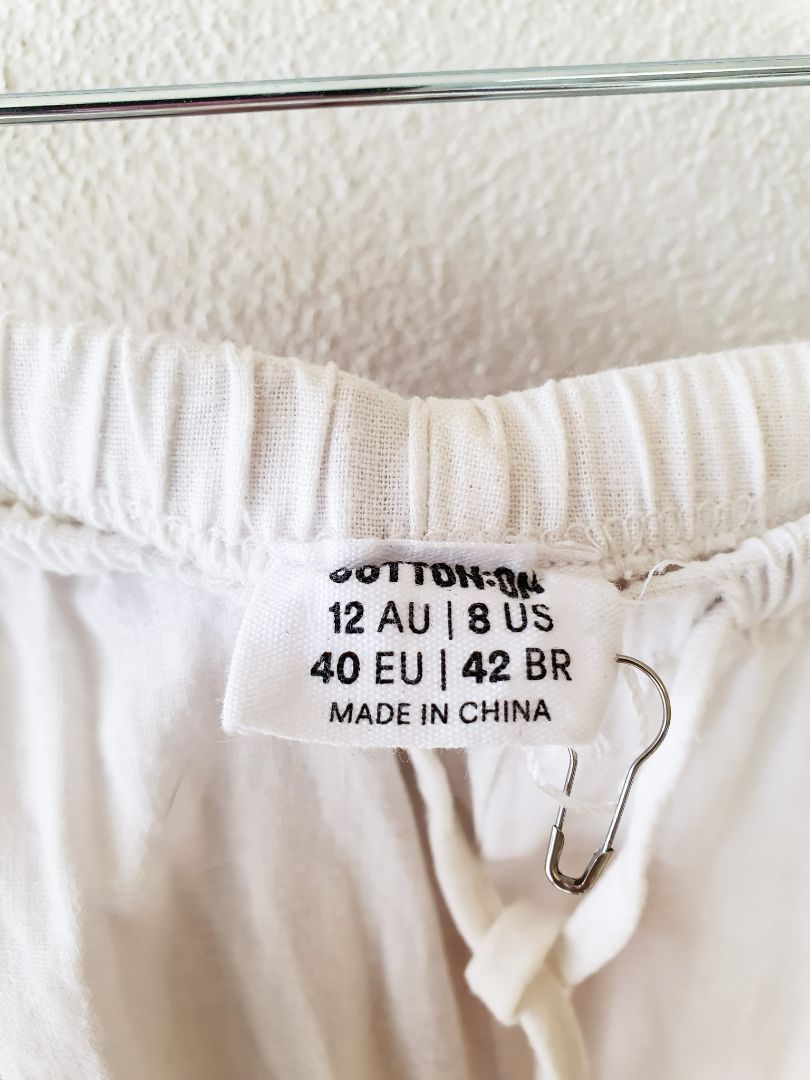 COTTON:ON
12 AU | 8 US
40 EU | 42 BR
MADE IN CHINA